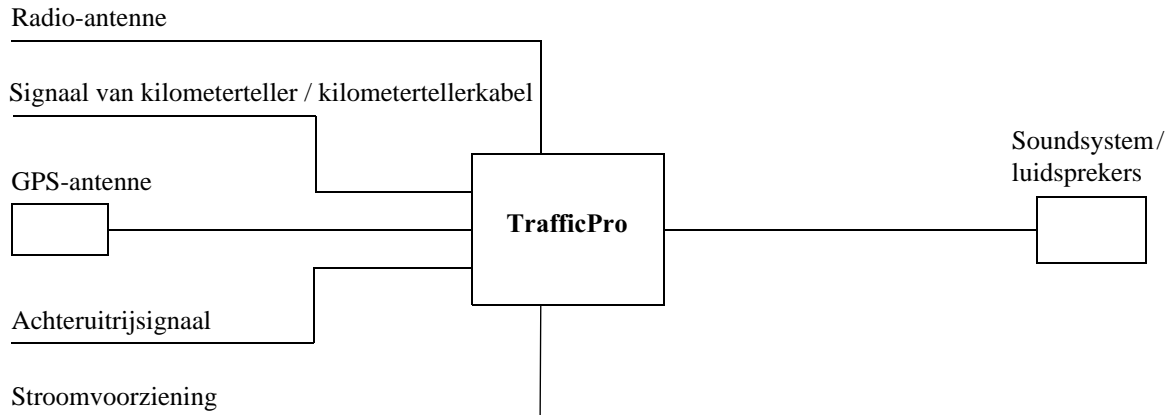 Radio-antenne
Signaal van kilometerteller / kilometertellerkabel
Soundsystem/
luidsprekers
GPS-antenne
TrafficPro
Achteruitrijsignaal
Stroomvoorziening